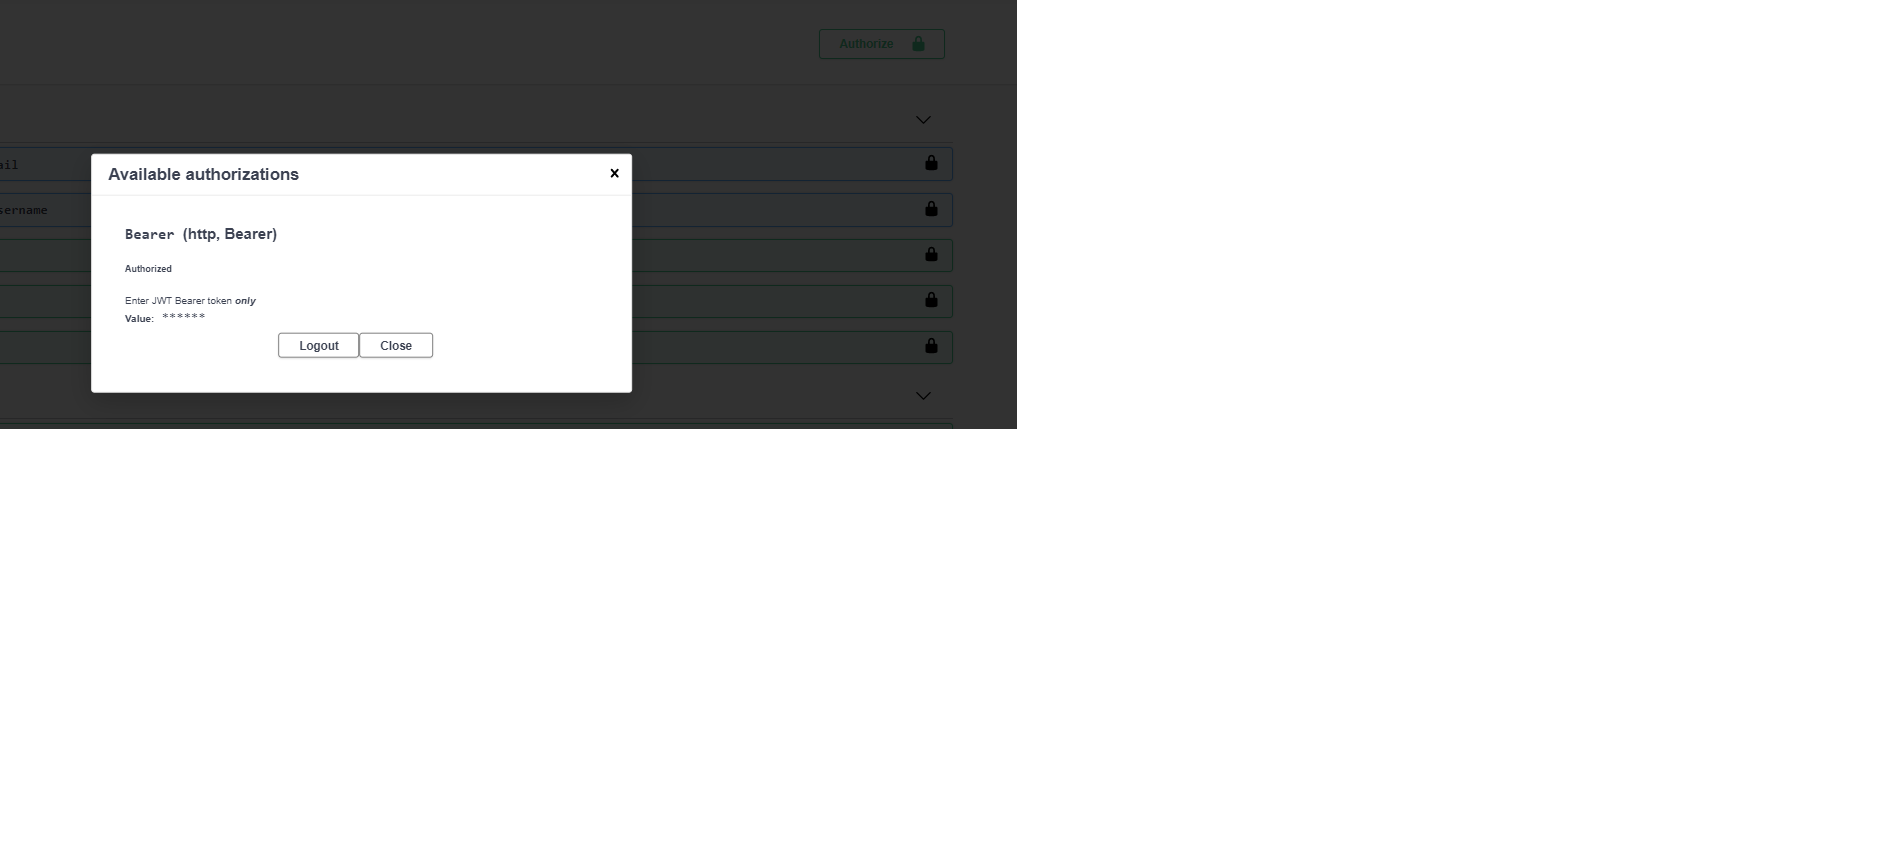 Authorize
ail
sername
Available authorizations
×
Bearer (http, Bearer)
Authorized
Enter JWT Bearer token only
Value: ******
Logout Close